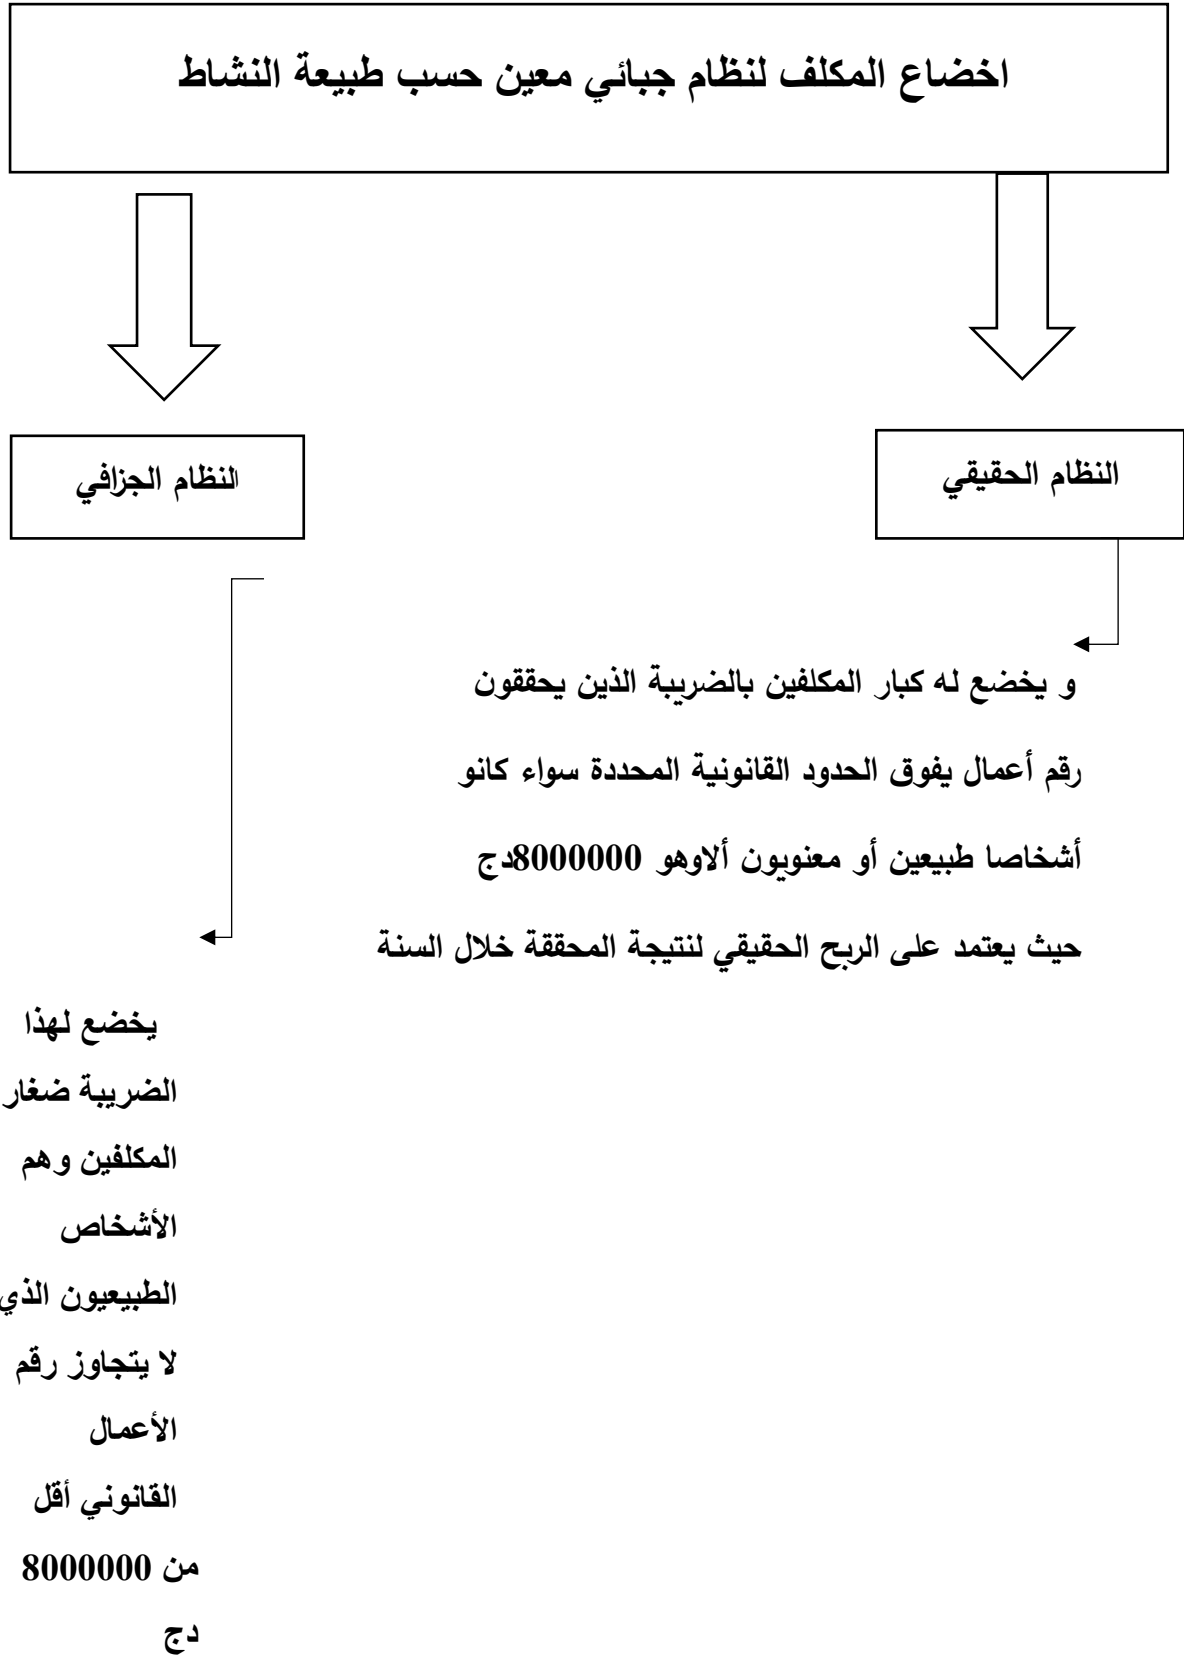 اخضاع المكلف لنظام جبائي معين حسب طبيعة النشاط
النظام الحقيقي
النظام الجزافي
و يخضع له كبار المكلفين بالضريبة الذين يحققون
رقم أعمال يفوق الحدود القانونية المحددة سواء كانو
أشخاصا طبيعين أو معنويون ألاوهو 8000000دج
حيث يعتمد على الربح الحقيقي لنتيجة المحققة خلال السنة
يخضع لهذا
الضريبة ضغار
المكلفين وهم
الأشخاص
الطبيعيون الذي
لا يتجاوز رقم
الأعمال
القانوني أقل
من 8000000
دج